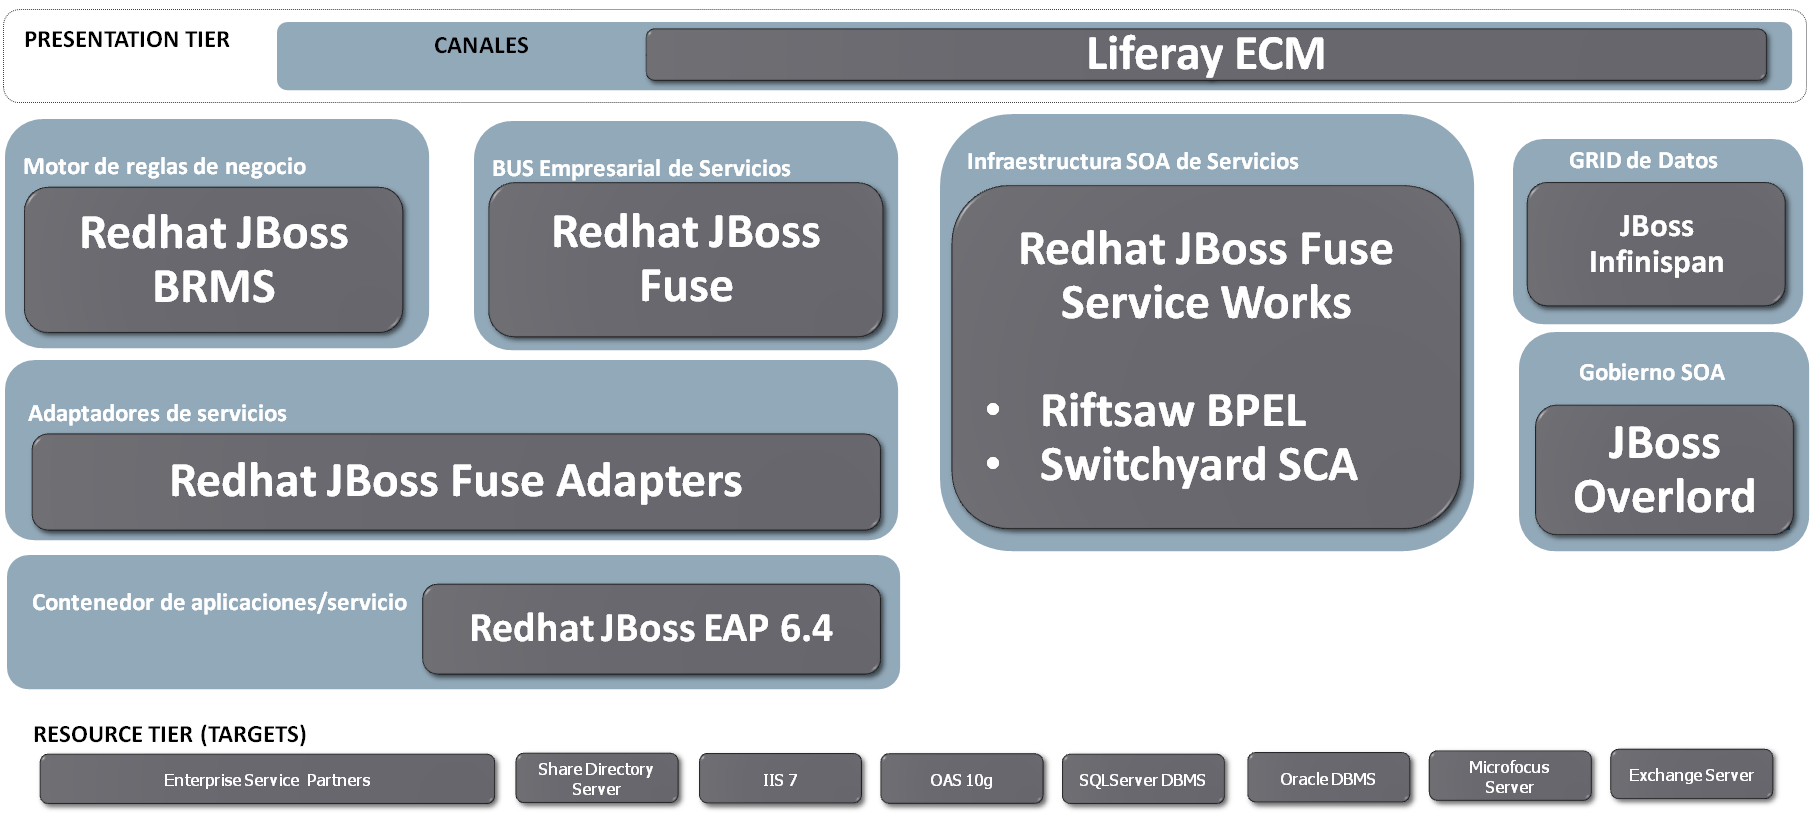 PRESENTATION TIER
CANALES
Liferay ECM
Motor de reglas de negocio
Redhat JBoss
BRMS
BUS Empresarial de Servicios
Redhat JBoss
Fuse
Infraestructura SOA de Servicios
Redhat JBoss Fuse
Service Works
• Riftsaw BPEL
• Switchyard SCA
GRID de Datos
JBoss
Infinispan
Gobierno SOA
JBoss
Overlord
Adaptadores de servicios
Redhat JBoss Fuse Adapters
Contenedor de aplicaciones/servicio
Redhat JBoss EAP 6.4
RESOURCE TIER (TARGETS)
Enterprise Service Partners
Share Directory
Server
IIS 7
OAS 10g
SQLServer DBMS
Oracle DBMS
Microfocus
Server
Exchange Server